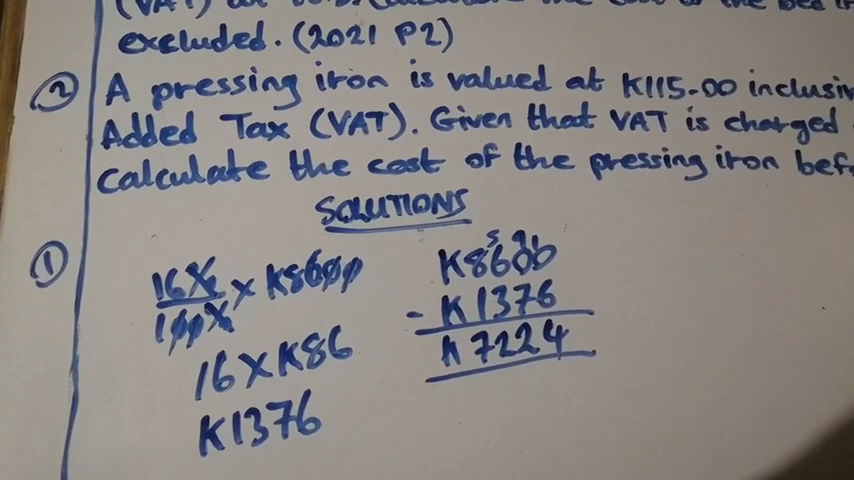 excluded. (2021 P2)
② A pressing iron is valued at K115.00 inclusiv
Added Tax (VAT). Given that VAT is charged
calculate the cost of the pressing iron bef
SOLUTIONS
①
16%/100% × K8600
16 × K86
K1376
K8600
- K1376
K7224